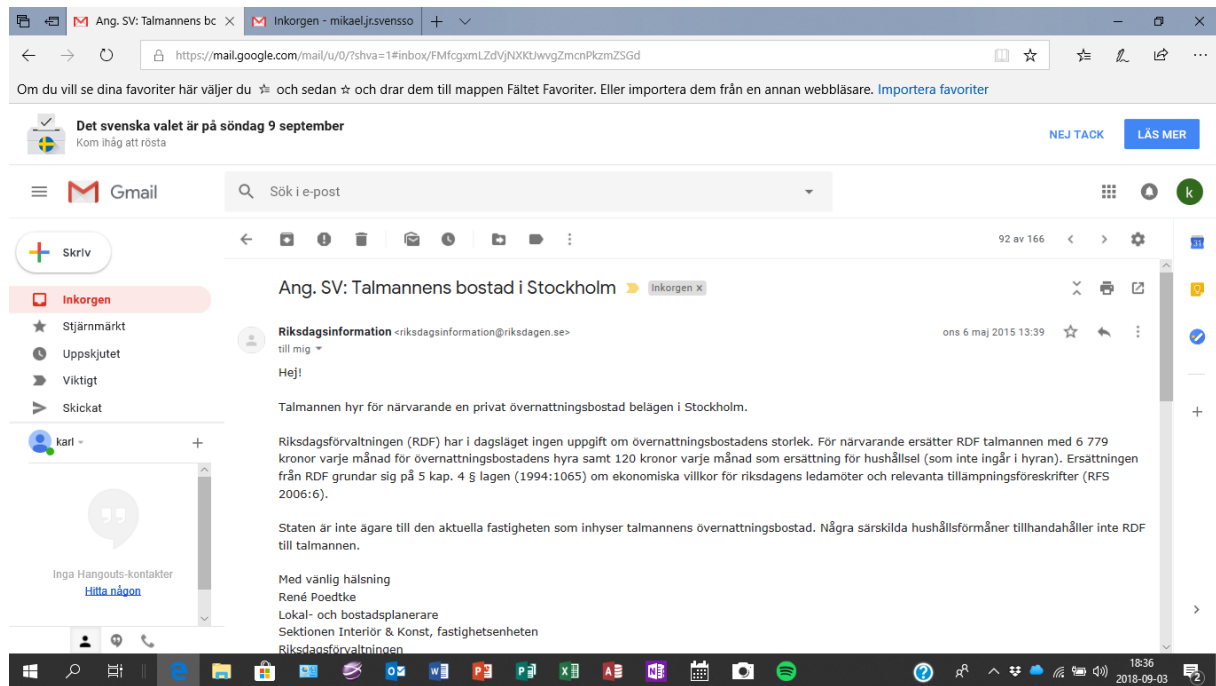 Ang. SV: Talmannens bc
Inkorgen - mikael.jr.svensso
https://mail.google.com/mail/u/0/?shva=1#inbox/FMfcgxmLZdVjNXKtJwvgZmcnPkzmZSGd
Om du vill se dina favoriter här väljer du och sedan och drar dem till mappen Fältet Favoriter. Eller importera dem från en annan webbläsare. Importera favoriter
Det svenska valet är på söndag 9 september
Kom ihåg att rösta
NEJ TACK
LÄS MER
Gmail
Sök i e-post
k
Skriv
92 av 166
31
Inkorgen
Stjärnmärkt
Uppskjutet
Viktigt
Skickat
karl
Inga Hangouts-kontakter
Hitta någon
Ang. SV: Talmannens bostad i Stockholm
Inkorgen x
Riksdagsinformation <riksdagsinformation@riksdagen.se>
ons 6 maj 2015 13:39
till mig
Hej!
Talmannen hyr för närvarande en privat övernattningsbostad belägen i Stockholm.
Riksdagsförvaltningen (RDF) har i dagsläget ingen uppgift om övernattningsbostadens storlek. För närvarande ersätter RDF talmannen med 6 779
kronor varje månad för övernattningsbostadens hyra samt 120 kronor varje månad som ersättning för hushållsel (som inte ingår i hyran). Ersättningen
från RDF grundar sig på 5 kap. 4 § lagen (1994:1065) om ekonomiska villkor för riksdagens ledamöter och relevanta tillämpningsföreskrifter (RFS
2006:6).
Staten är inte ägare till den aktuella fastigheten som inhyser talmannens övernattningsbostad. Några särskilda hushållsförmåner tillhandahåller inte RDF
till talmannen.
Med vänlig hälsning
René Poedtke
Lokal- och bostadsplanerare
Sektionen Interiör & Konst, fastighetsenheten
Riksdagsförvaltningen
18:36
2018-09-03